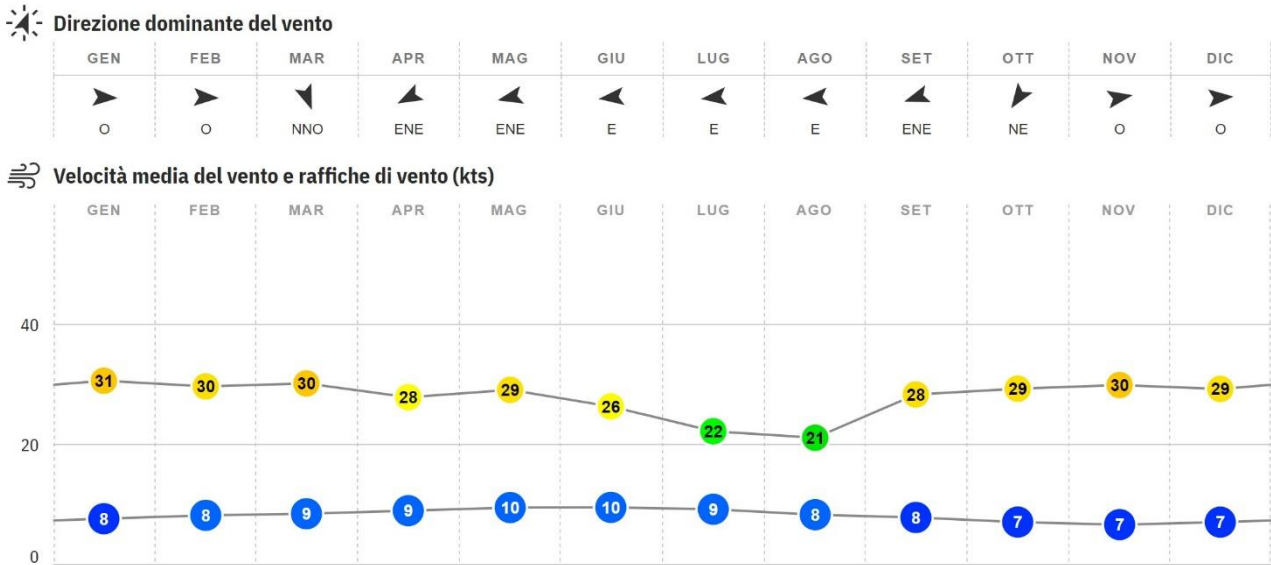 Direzione dominante del vento
GEN FEB MAR APR MAG GIU LUG AGO SET OTT NOV DIC
O O NNO ENE ENE E E E ENE NE O O
Velocità media del vento e raffiche di vento (kts)
GEN FEB MAR APR MAG GIU LUG AGO SET OTT NOV DIC
40
31 30 30 28 29 26 22 21 28 29 30 29
20
8 8 9 9 10 10 9 8 8 7 7 7
0